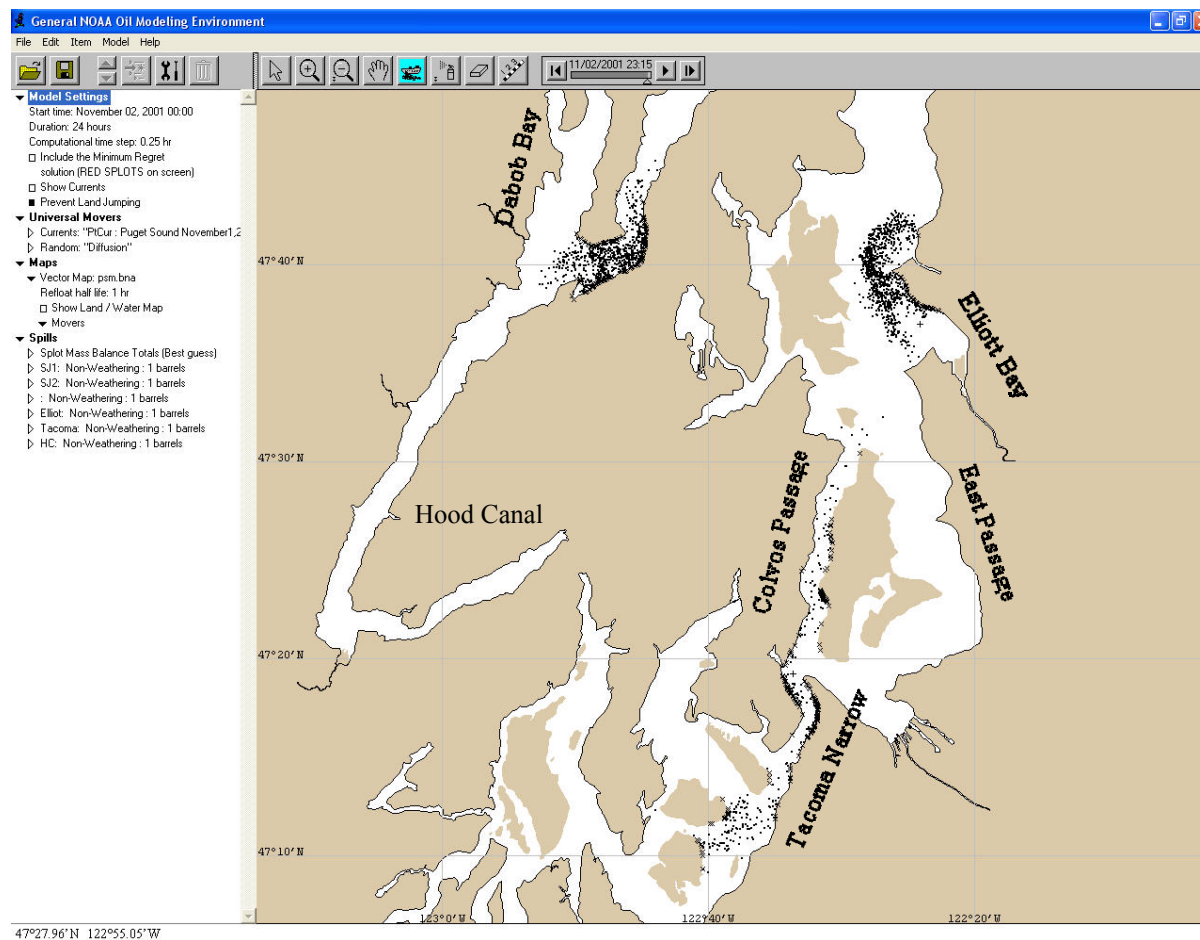 General NOAA Oil Modeling Environment
File Edit Item Model Help
11/02/2001 23:15
Model Settings
Start time: November 02, 2001 00:00
Duration: 24 hours
Computational time step: 0.25 hr
Include the Minimum Regret
solution (RED SPLOTS on screen)
Show Currents
Prevent Land Jumping
Universal Movers
Currents: "PtCur : Puget Sound November1,2
Random: "Diffusion"
Maps
Vector Map: psm.bna
Refloat half life: 1 hr
Show Land / Water Map
Movers
Spills
Splot Mass Balance Totals (Best guess)
SJ1: Non-Weathering : 1 barrels
SJ2: Non-Weathering : 1 barrels
: Non-Weathering : 1 barrels
Elliot: Non-Weathering : 1 barrels
Tacoma: Non-Weathering : 1 barrels
HC: Non-Weathering : 1 barrels
Dabob Bay
47°40'N
Elliott Bay
47°30'N
Hood Canal
Colvos Passage
East Passage
47°20'N
Tacoma Narrow
47°10'N
123°0'W
122°40'W
122°20'W
47°27.96'N 122°55.05'W